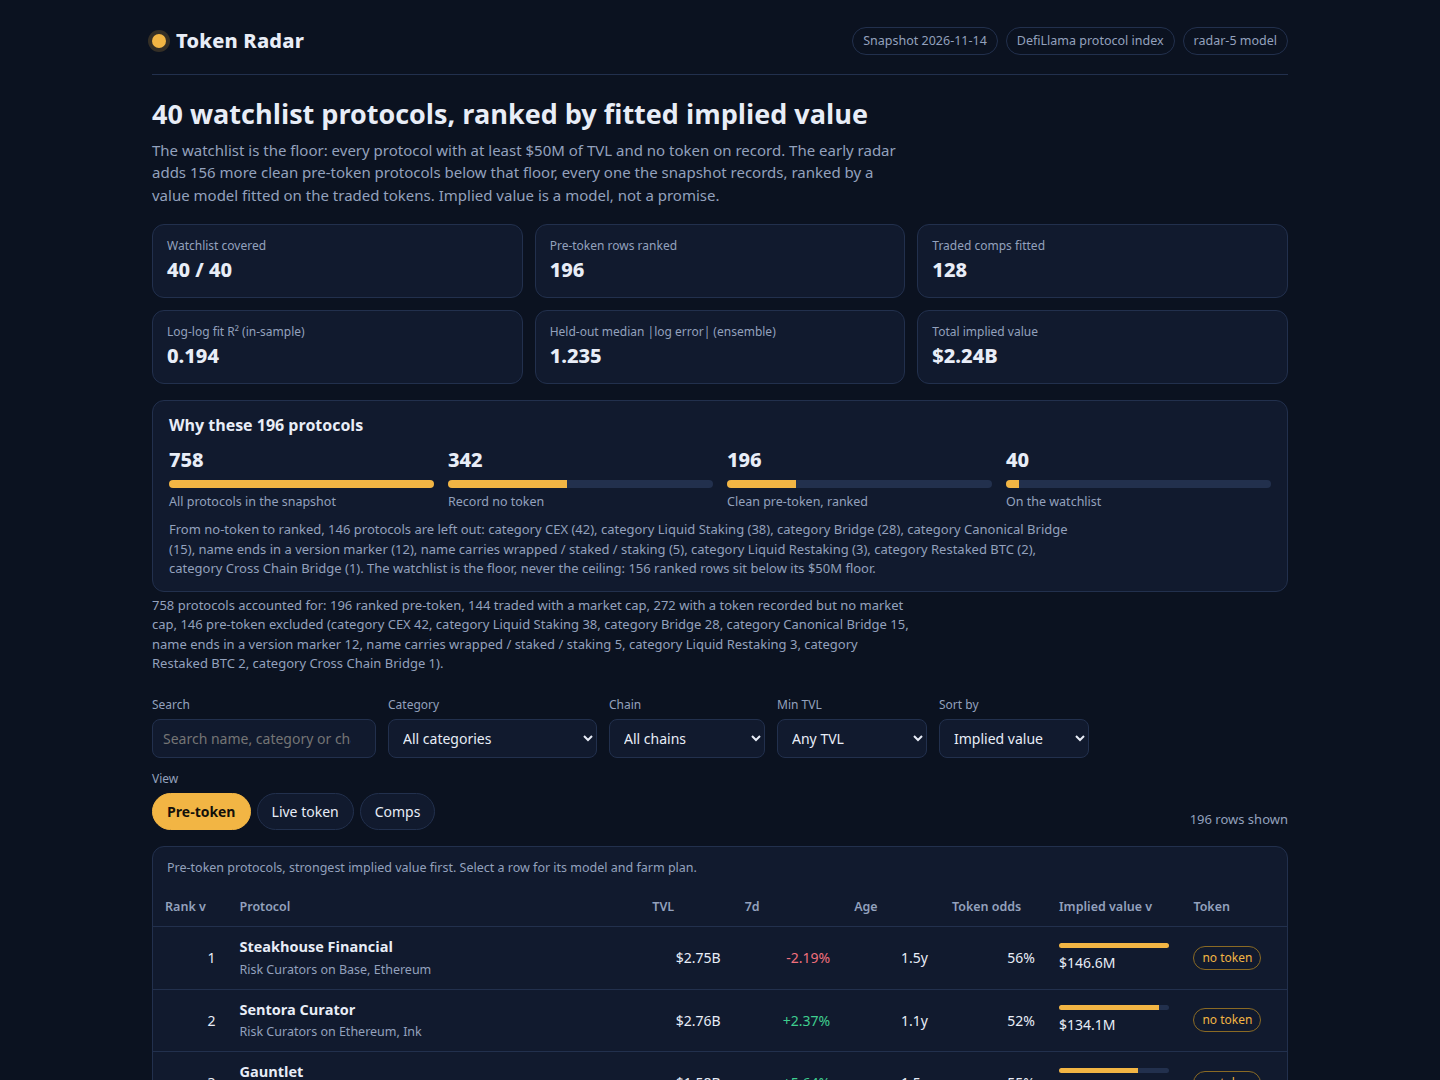 Token Radar
Snapshot 2026-11-14
DefiLlama protocol index
radar-5 model
40 watchlist protocols, ranked by fitted implied value
The watchlist is the floor: every protocol with at least $50M of TVL and no token on record. The early radar
adds 156 more clean pre-token protocols below that floor, every one the snapshot records, ranked by a
value model fitted on the traded tokens. Implied value is a model, not a promise.
Watchlist covered
40 / 40
Pre-token rows ranked
196
Traded comps fitted
128
Log-log fit R² (in-sample)
0.194
Held-out median |log error| (ensemble)
1.235
Total implied value
$2.24B
Why these 196 protocols
758
All protocols in the snapshot
342
Record no token
196
Clean pre-token, ranked
40
On the watchlist
From no-token to ranked, 146 protocols are left out: category CEX (42), category Liquid Staking (38), category Bridge (28), category Canonical Bridge
(15), name ends in a version marker (12), name carries wrapped / staked / staking (5), category Liquid Restaking (3), category Restaked BTC (2),
category Cross Chain Bridge (1). The watchlist is the floor, never the ceiling: 156 ranked rows sit below its $50M floor.
758 protocols accounted for: 196 ranked pre-token, 144 traded with a market cap, 272 with a token recorded but no market
cap, 146 pre-token excluded (category CEX 42, category Liquid Staking 38, category Bridge 28, category Canonical Bridge 15,
name ends in a version marker 12, name carries wrapped / staked / staking 5, category Liquid Restaking 3, category
Restaked BTC 2, category Cross Chain Bridge 1).
Search
Search name, category or ch
Category
All categories
Chain
All chains
Min TVL
Any TVL
Sort by
Implied value
View
Pre-token
Live token
Comps
196 rows shown
Pre-token protocols, strongest implied value first. Select a row for its model and farm plan.
Rank v
Protocol
TVL
7d
Age
Token odds
Implied value v
Token
1
Steakhouse Financial
Risk Curators on Base, Ethereum
$2.75B
-2.19%
1.5y
56%
$146.6M
no token
2
Sentora Curator
Risk Curators on Ethereum, Ink
$2.76B
+2.37%
1.1y
52%
$134.1M
no token
Gauntlet